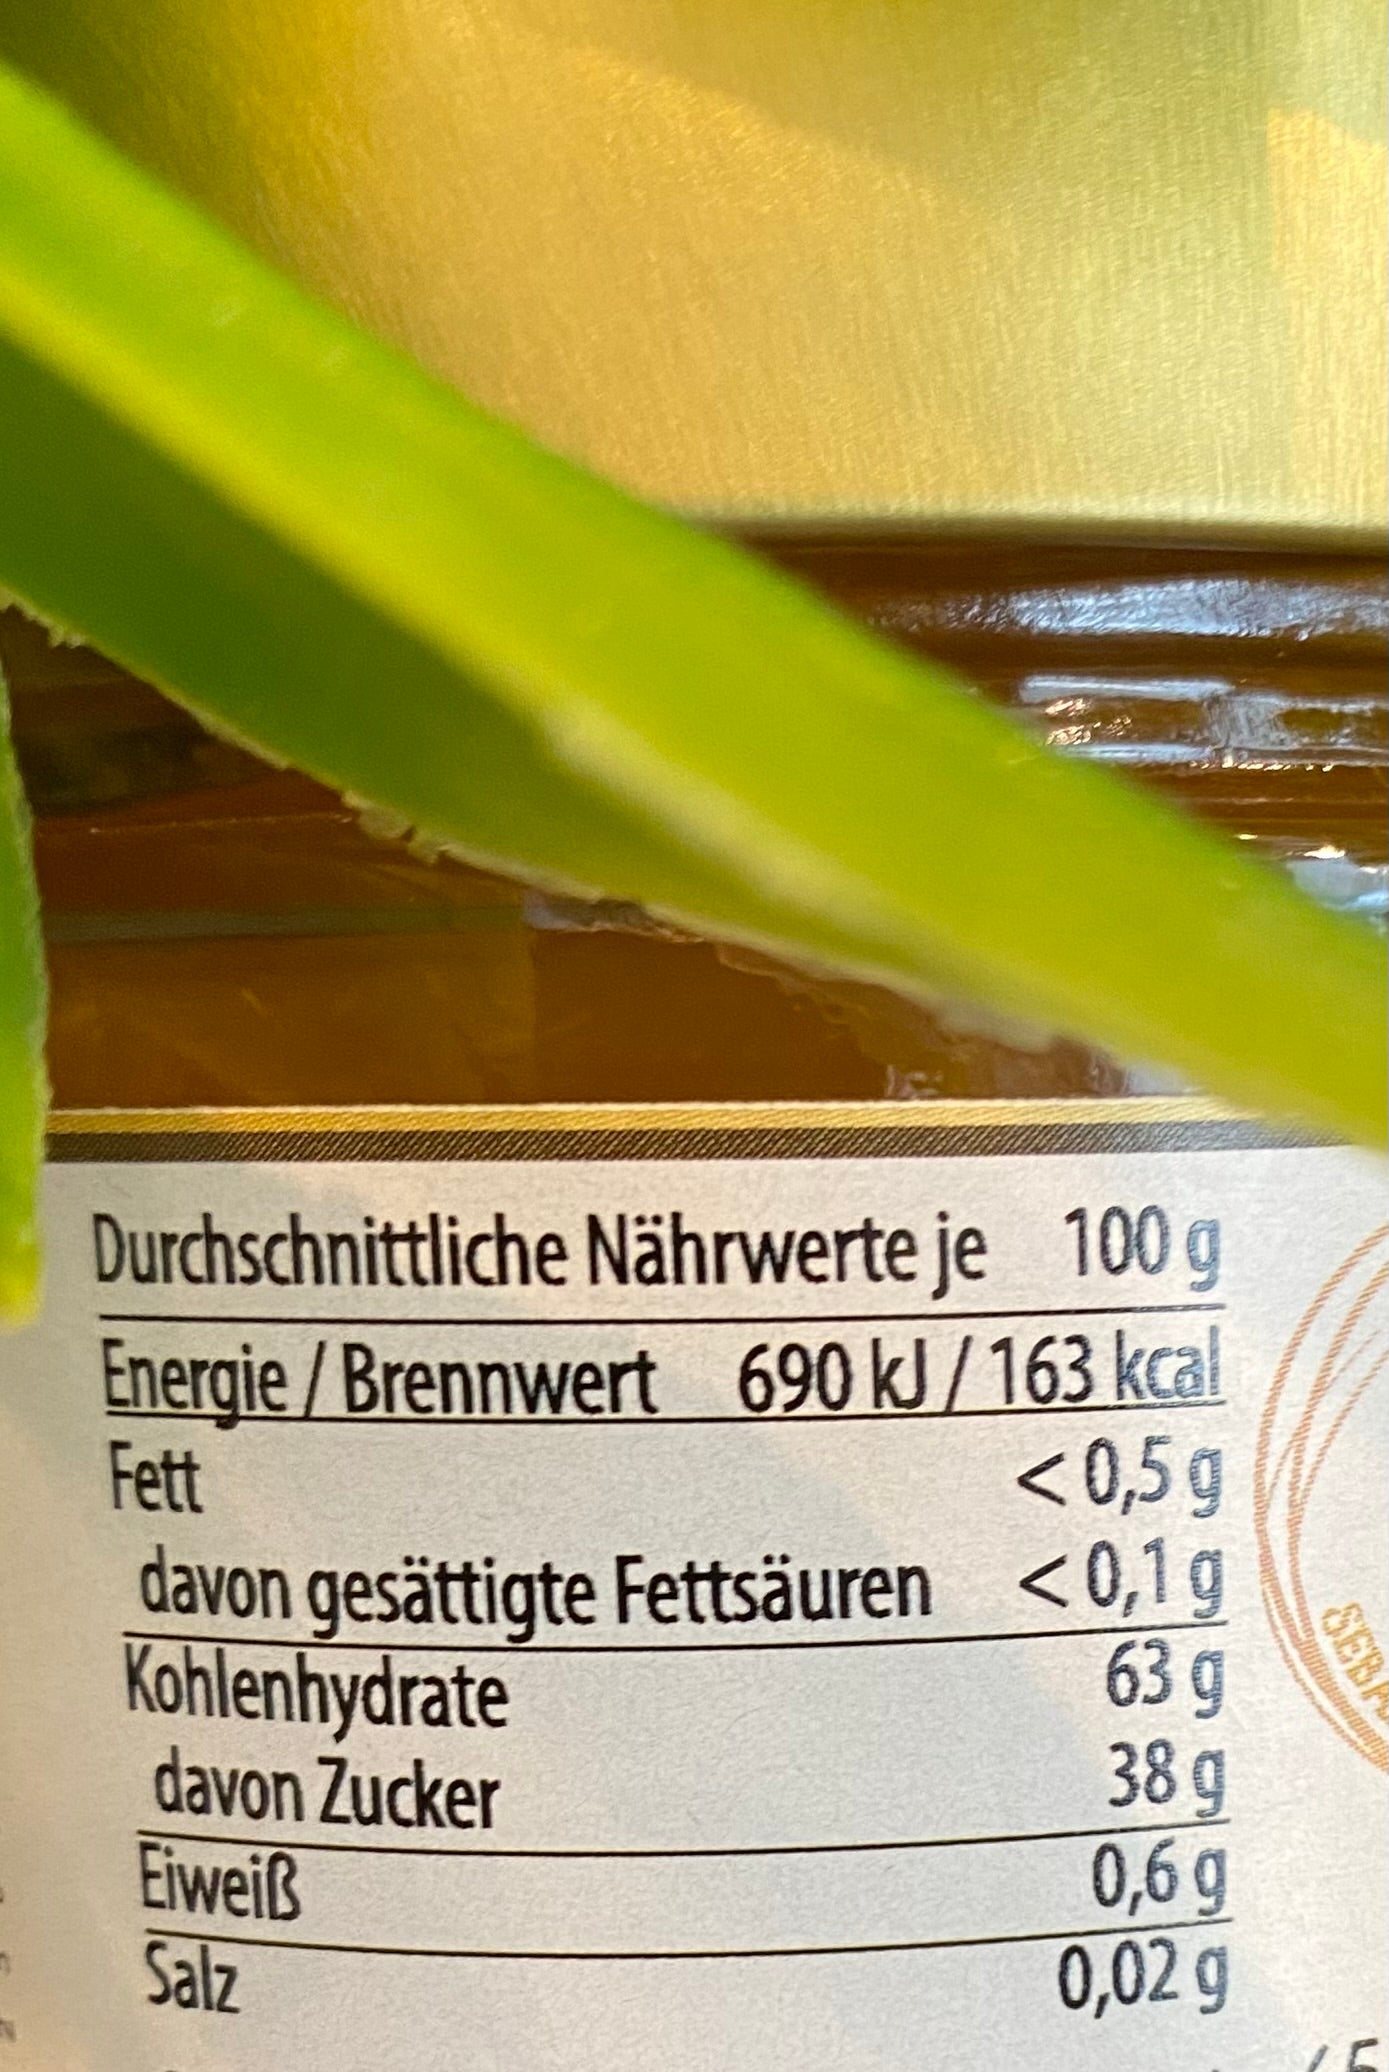 Durchschnittliche Nährwerte je 100 g
Energie / Brennwert 690 kJ / 163 kcal
Fett < 0,5 g
davon gesättigte Fettsäuren < 0,1 g
Kohlenhydrate 63 g
davon Zucker 38 g
Eiweiß 0,6 g
Salz 0,02 g